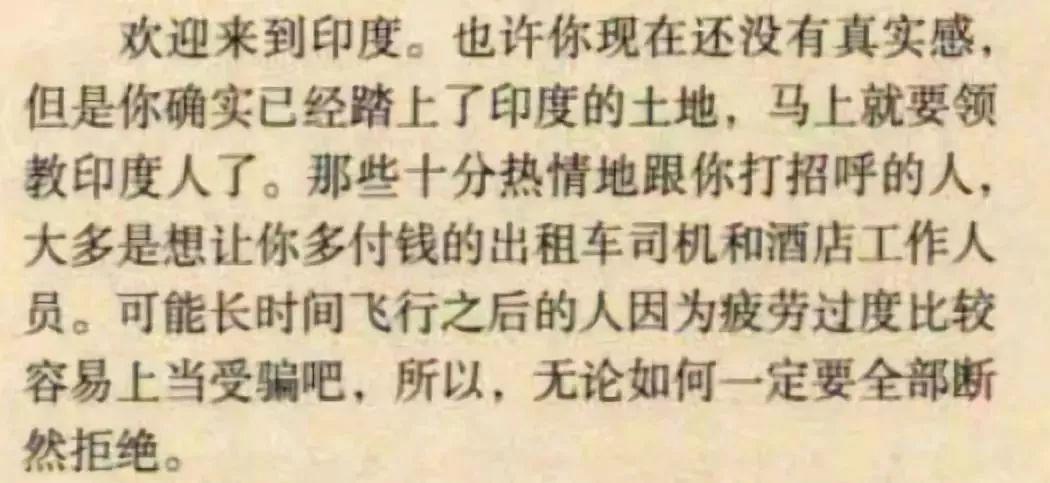 欢迎来到印度。也许你现在还没有真实感，
但是你确实已经踏上了印度的土地，马上就要领
教印度人了。那些十分热情地跟你打招呼的人，
大多是想让你多付钱的出租车司机和酒店工作人
员。可能长时间飞行之后的人因为疲劳过度比较
容易上当受骗吧，所以，无论如何一定要全部断
然拒绝。